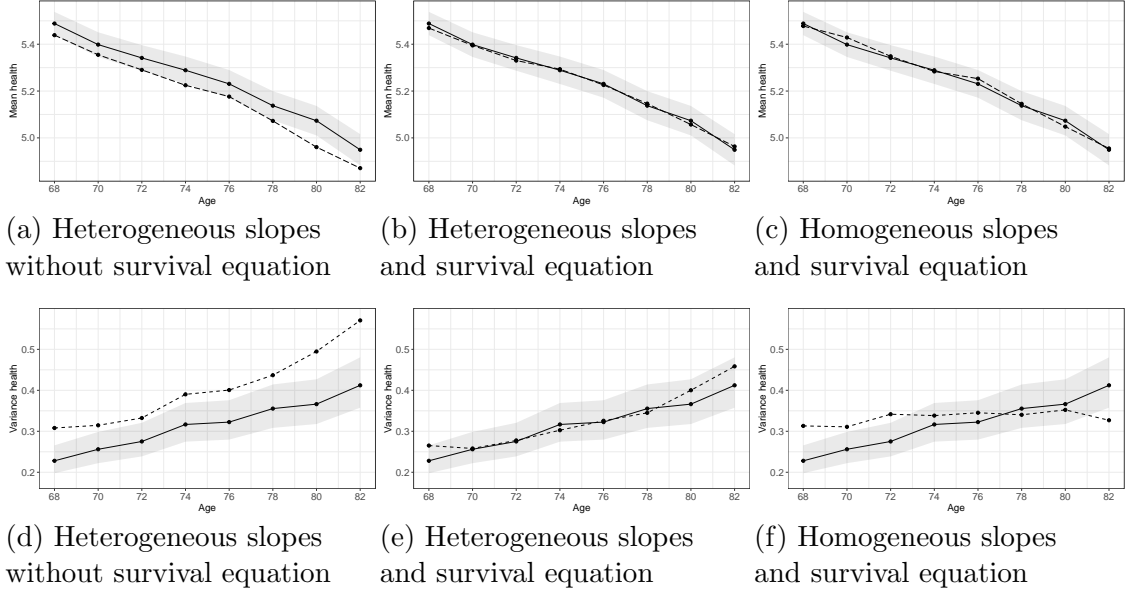 5.4
5.2
5.0
Mean health
68 70 72 74 76 78 80 82
Age
(a) Heterogeneous slopes
without survival equation
5.4
5.2
5.0
Mean health
68 70 72 74 76 78 80 82
Age
(b) Heterogeneous slopes
and survival equation
5.4
5.2
5.0
Mean health
68 70 72 74 76 78 80 82
Age
(c) Homogeneous slopes
and survival equation
0.5
0.4
0.3
0.2
Variance health
68 70 72 74 76 78 80 82
Age
(d) Heterogeneous slopes
without survival equation
0.5
0.4
0.3
0.2
Variance health
68 70 72 74 76 78 80 82
Age
(e) Heterogeneous slopes
and survival equation
0.5
0.4
0.3
0.2
Variance health
68 70 72 74 76 78 80 82
Age
(f) Homogeneous slopes
and survival equation